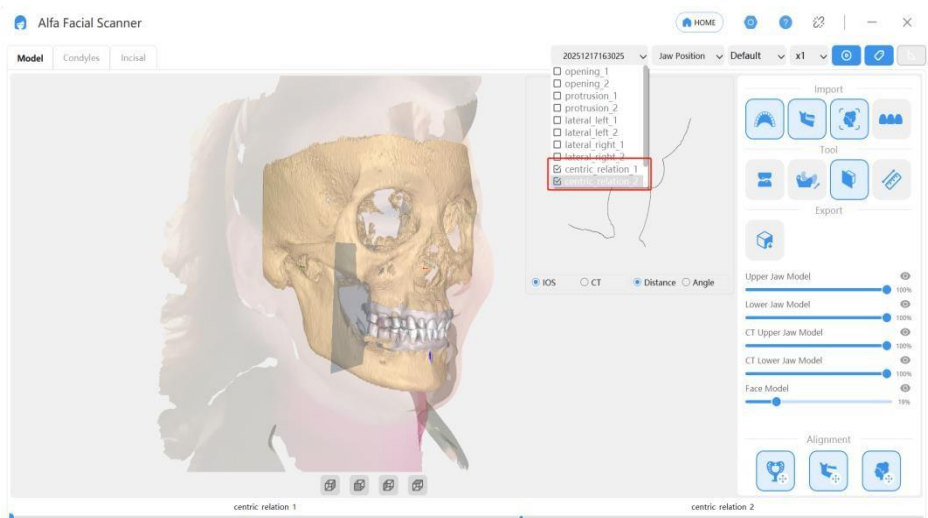 Alfa Facial Scanner
HOME
Model Condyles Incisal
20251217163025 Jaw Position Default x1
opening_1
opening_2
protrusion_1
protrusion_2
lateral_left_1
lateral_left_2
lateral_right_1
lateral_right_2
centric_relation_1
centric_relation_2
IOS CT Distance Angle
Import
Tool
Export
Upper Jaw Model
100%
Lower Jaw Model
100%
CT Upper Jaw Model
100%
CT Lower Jaw Model
100%
Face Model
19%
Alignment
centric relation 1 centric relation 2